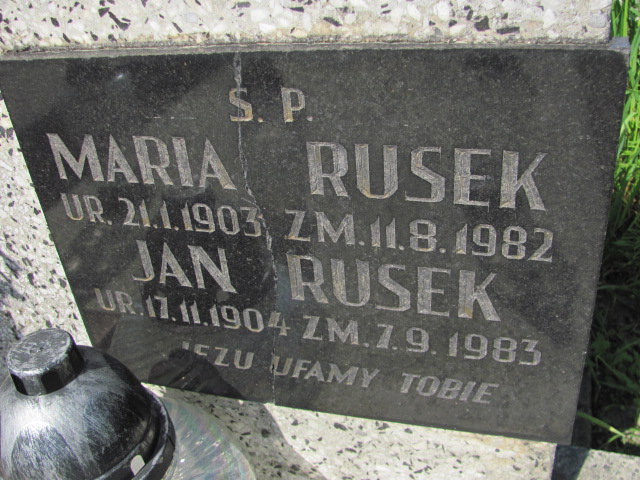 S. P.
MARIA RUSEK
UR. 21.1.1903 ZM. 11.8.1982
JAN RUSEK
UR. 17.11.1904 ZM. 7.9.1983
JEZU UFAMY TOBIE